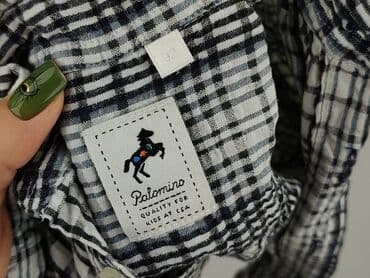 Palomino
QUALITY FOR
KIDS AT C&A